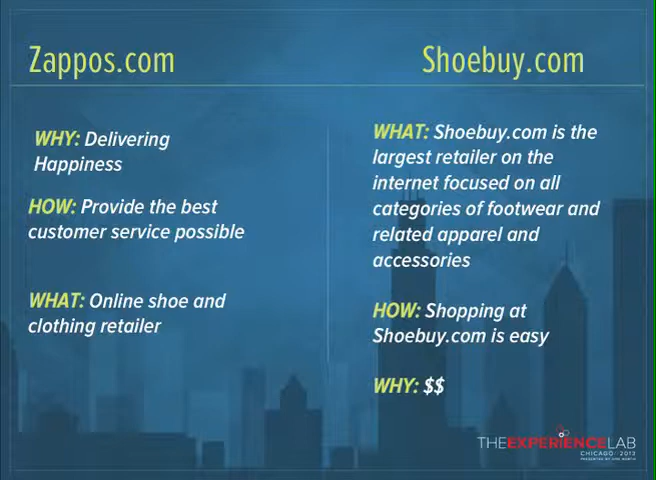 Zappos.com
WHY: Delivering
Happiness
HOW: Provide the best
customer service possible
WHAT: Online shoe and
clothing retailer
Shoebuy.com
WHAT: Shoebuy.com is the
largest retailer on the
internet focused on all
categories of footwear and
related apparel and
accessories
HOW: Shopping at
Shoebuy.com is easy
WHY: $$
THEEXPERIENCELAB
CHICAGO 2013